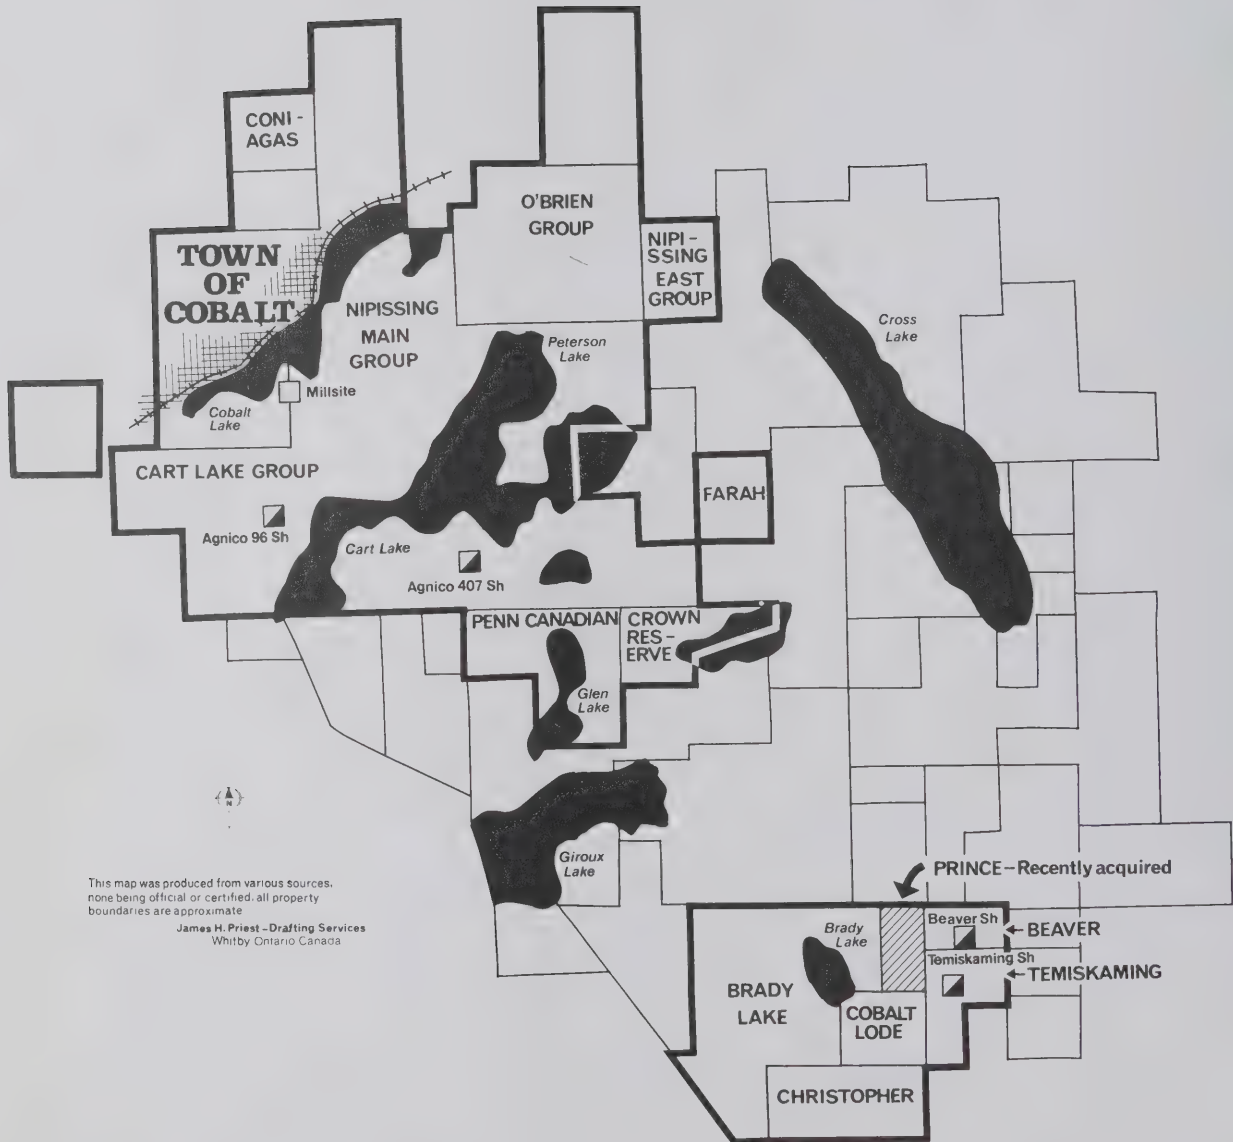 CONI-
AGAS
O'BRIEN
GROUP
TOWN
OF
COBALT
NIPI-
SSING
EAST
GROUP
NIPISSING
MAIN
GROUP
Cross
Lake
Peterson
Lake
Millsite
Cobalt
Lake
CART LAKE GROUP
FARAH
Agnico 96 Sh
Cart Lake
Agnico 407 Sh
PENN CANADIAN
CROWN
RES-
ERVE
Glen
Lake
N
Giroux
Lake
PRINCE-Recently acquired
This map was produced from various sources,
none being official or certified, all property
boundaries are approximate
James H. Priest-Drafting Services
Whitby Ontario Canada
Beaver Sh
BEAVER
Brady
Lake
Temiskaming Sh
TEMISKAMING
BRADY
LAKE
COBALT
LODE
CHRISTOPHER